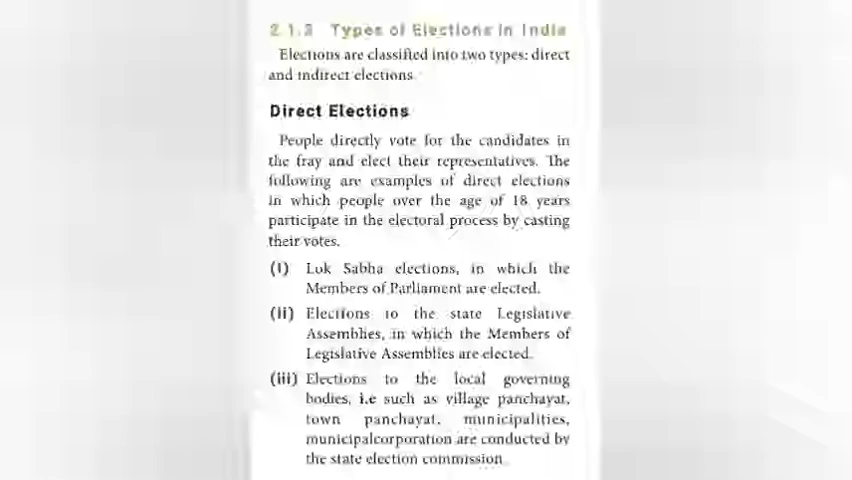 2.1.3 Types of Elections in India
Elections are classified into two types: direct
and indirect elections.
Direct Elections
People directly vote for the candidates in
the fray and elect their representatives. The
following are examples of direct elections
in which people over the age of 18 years
participate in the electoral process by casting
their votes.
(i) Lok Sabha elections, in which the
Members of Parliament are elected.
(ii) Elections to the state Legislative
Assemblies, in which the Members of
Legislative Assemblies are elected.
(iii) Elections to the local governing
bodies, i.e such as village panchayat,
town panchayat, municipalities,
municipalcorporation are conducted by
the state election commission.